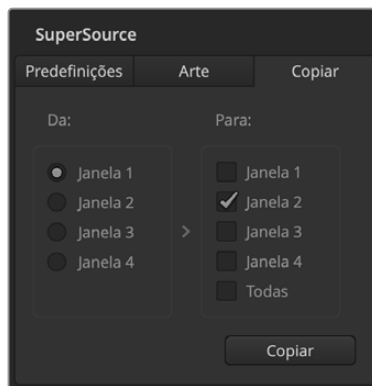 SuperSource
Predefinições Arte Copiar
Da: Para:
Janela 1 Janela 1
Janela 2 Janela 2
Janela 3 > Janela 3
Janela 4 Janela 4
Todas
Copiar